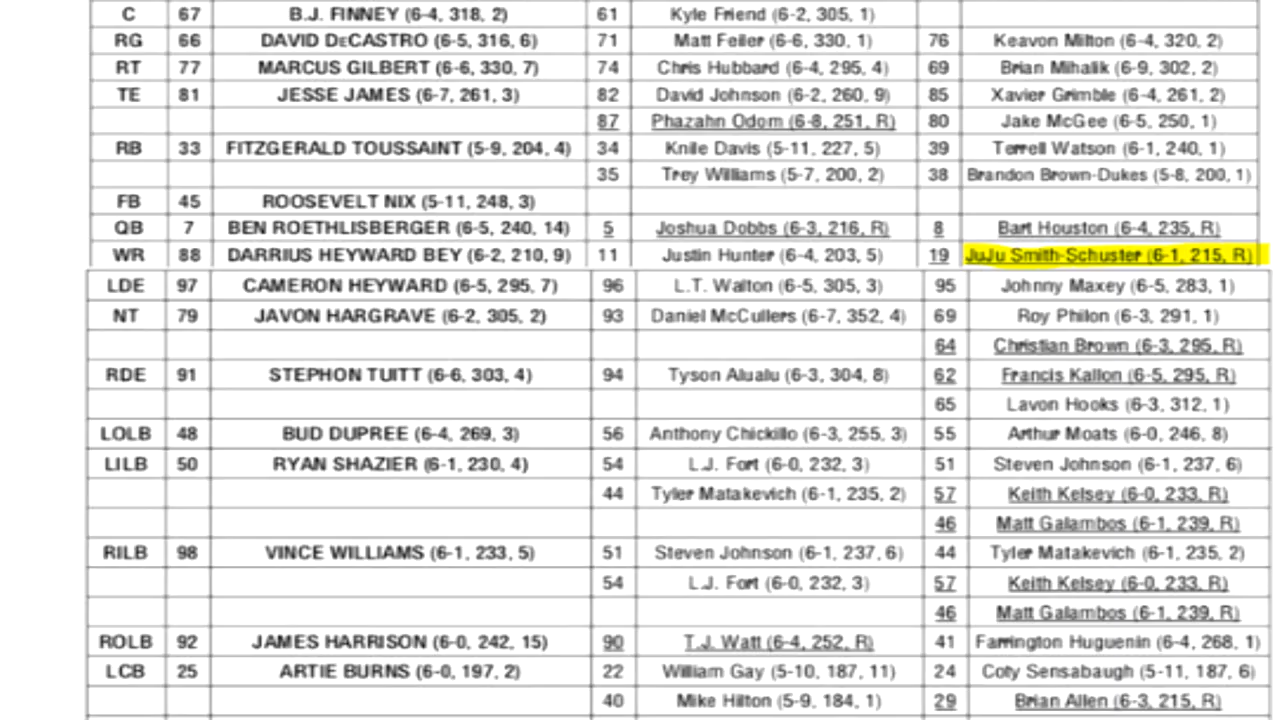 C 67 B.J. FINNEY (6-4, 318, 2) 61 Kyle Friend (6-2, 305, 1)
RG 66 DAVID DeCASTRO (6-5, 316, 6) 71 Matt Feiler (6-6, 330, 1) 76 Keavon Milton (6-4, 320, 2)
RT 77 MARCUS GILBERT (6-6, 330, 7) 74 Chris Hubbard (6-4, 295, 4) 69 Brian Mihalik (6-9, 302, 2)
TE 81 JESSE JAMES (6-7, 261, 3) 82 David Johnson (6-2, 260, 9) 85 Xavier Grimble (6-4, 261, 2)
87 Phazahn Odom (6-8, 251, R) 80 Jake McGee (6-5, 250, 1)
RB 33 FITZGERALD TOUSSAINT (5-9, 204, 4) 34 Knile Davis (5-11, 227, 5) 39 Terrell Watson (6-1, 240, 1)
35 Trey Williams (5-7, 200, 2) 38 Brandon Brown-Dukes (5-8, 200, 1)
FB 45 ROOSEVELT NIX (5-11, 248, 3)
QB 7 BEN ROETHLISBERGER (6-5, 240, 14) 5 Joshua Dobbs (6-3, 216, R) 8 Bart Houston (6-4, 235, R)
WR 88 DARRIUS HEYWARD BEY (6-2, 210, 9) 11 Justin Hunter (6-4, 203, 5) 19 JuJu Smith-Schuster (6-1, 215, R)
LDE 97 CAMERON HEYWARD (6-5, 295, 7) 96 L.T. Walton (6-5, 305, 3) 95 Johnny Maxey (6-5, 283, 1)
NT 79 JAVON HARGRAVE (6-2, 305, 2) 93 Daniel McCullers (6-7, 352, 4) 69 Roy Philon (6-3, 291, 1)
64 Christian Brown (6-3, 295, R)
RDE 91 STEPHON TUITT (6-6, 303, 4) 94 Tyson Alualu (6-3, 304, 8) 62 Francis Kallon (6-5, 295, R)
65 Lavon Hooks (6-3, 312, 1)
LOLB 48 BUD DUPREE (6-4, 269, 3) 56 Anthony Chickillo (6-3, 255, 3) 55 Arthur Moats (6-0, 246, 8)
LILB 50 RYAN SHAZIER (6-1, 230, 4) 54 L.J. Fort (6-0, 232, 3) 51 Steven Johnson (6-1, 237, 6)
44 Tyler Matakevich (6-1, 235, 2) 57 Keith Kelsey (6-0, 233, R)
46 Matt Galambos (6-1, 239, R)
RILB 98 VINCE WILLIAMS (6-1, 233, 5) 51 Steven Johnson (6-1, 237, 6) 44 Tyler Matakevich (6-1, 235, 2)
54 L.J. Fort (6-0, 232, 3) 57 Keith Kelsey (6-0, 233, R)
46 Matt Galambos (6-1, 239, R)
ROLB 92 JAMES HARRISON (6-0, 242, 15) 90 T.J. Watt (6-4, 252, R) 41 Farrington Huguenin (6-4, 268, 1)
LCB 25 ARTIE BURNS (6-0, 197, 2) 22 William Gay (5-10, 187, 11) 24 Coty Sensabaugh (5-11, 187, 6)
40 Mike Hilton (5-9, 184, 1) 29 Brian Allen (6-3, 215, R)